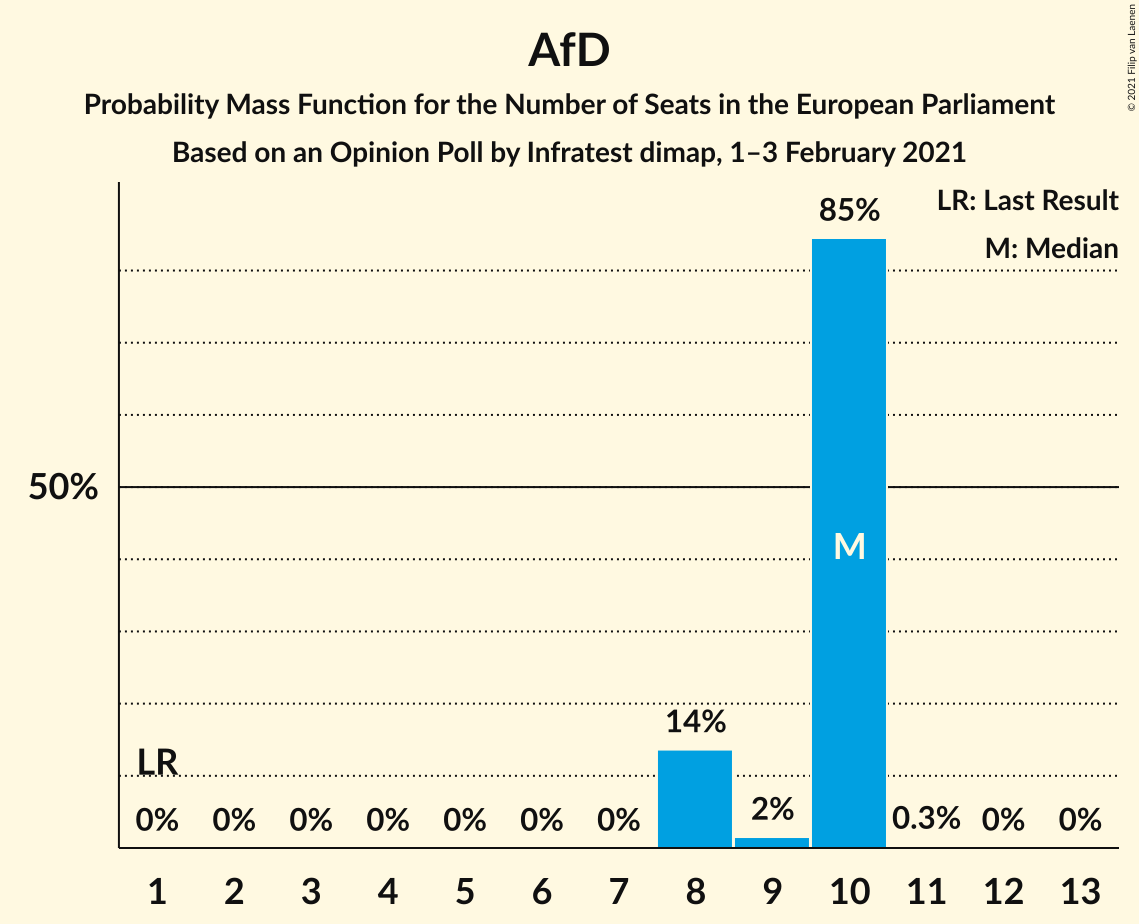 AfD
Probability Mass Function for the Number of Seats in the European Parliament
Based on an Opinion Poll by Infratest dimap, 1–3 February 2021
© 2021 Filip van Laenen
LR: Last Result
M: Median
85%
50%
M
14%
LR
0% 0% 0% 0% 0% 0% 0% 2% 0.3% 0% 0%
1 2 3 4 5 6 7 8 9 10 11 12 13